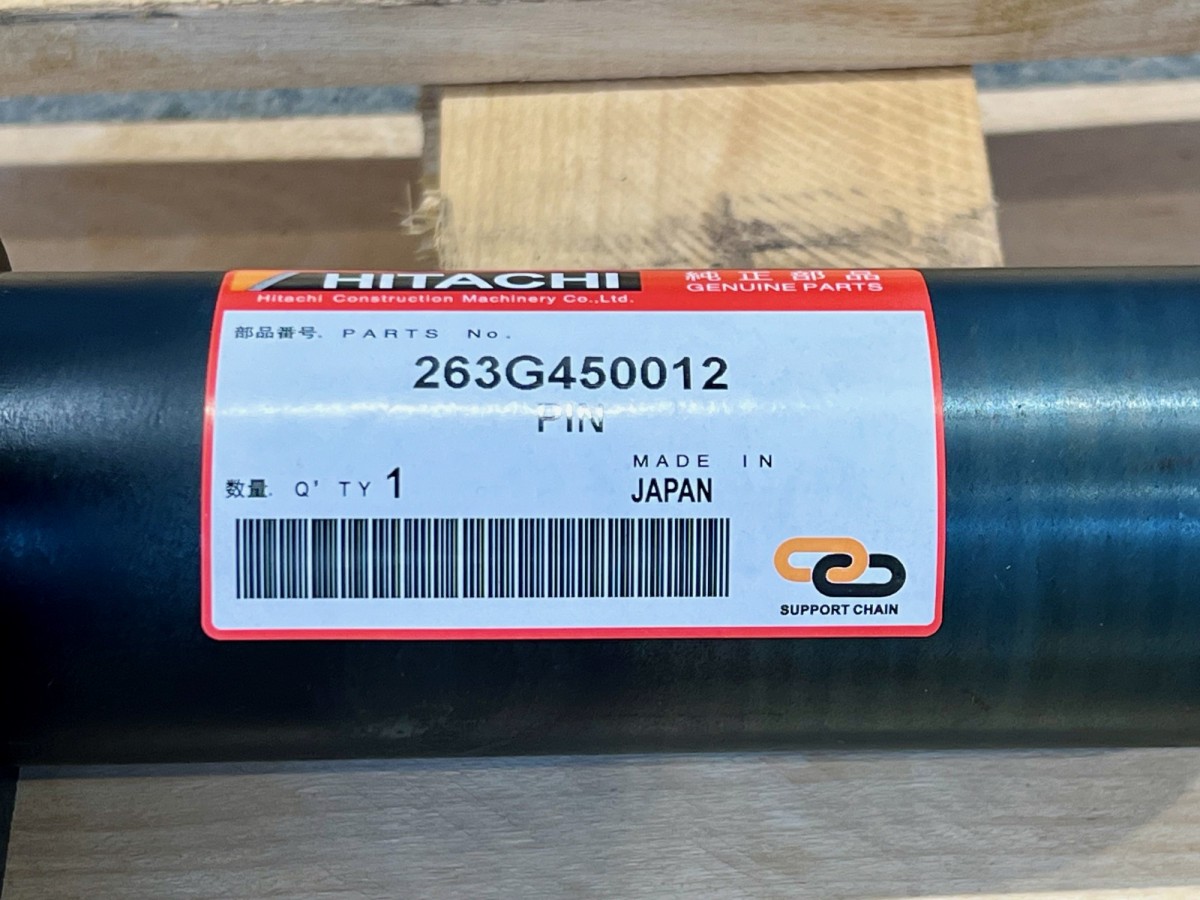 HITACHI
Hitachi Construction Machinery Co.,Ltd.
純正部品
GENUINE PARTS
部品番号. PARTS No.
263G450012
PIN
MADE IN
JAPAN
数量. Q'TY 1
SUPPORT CHAIN